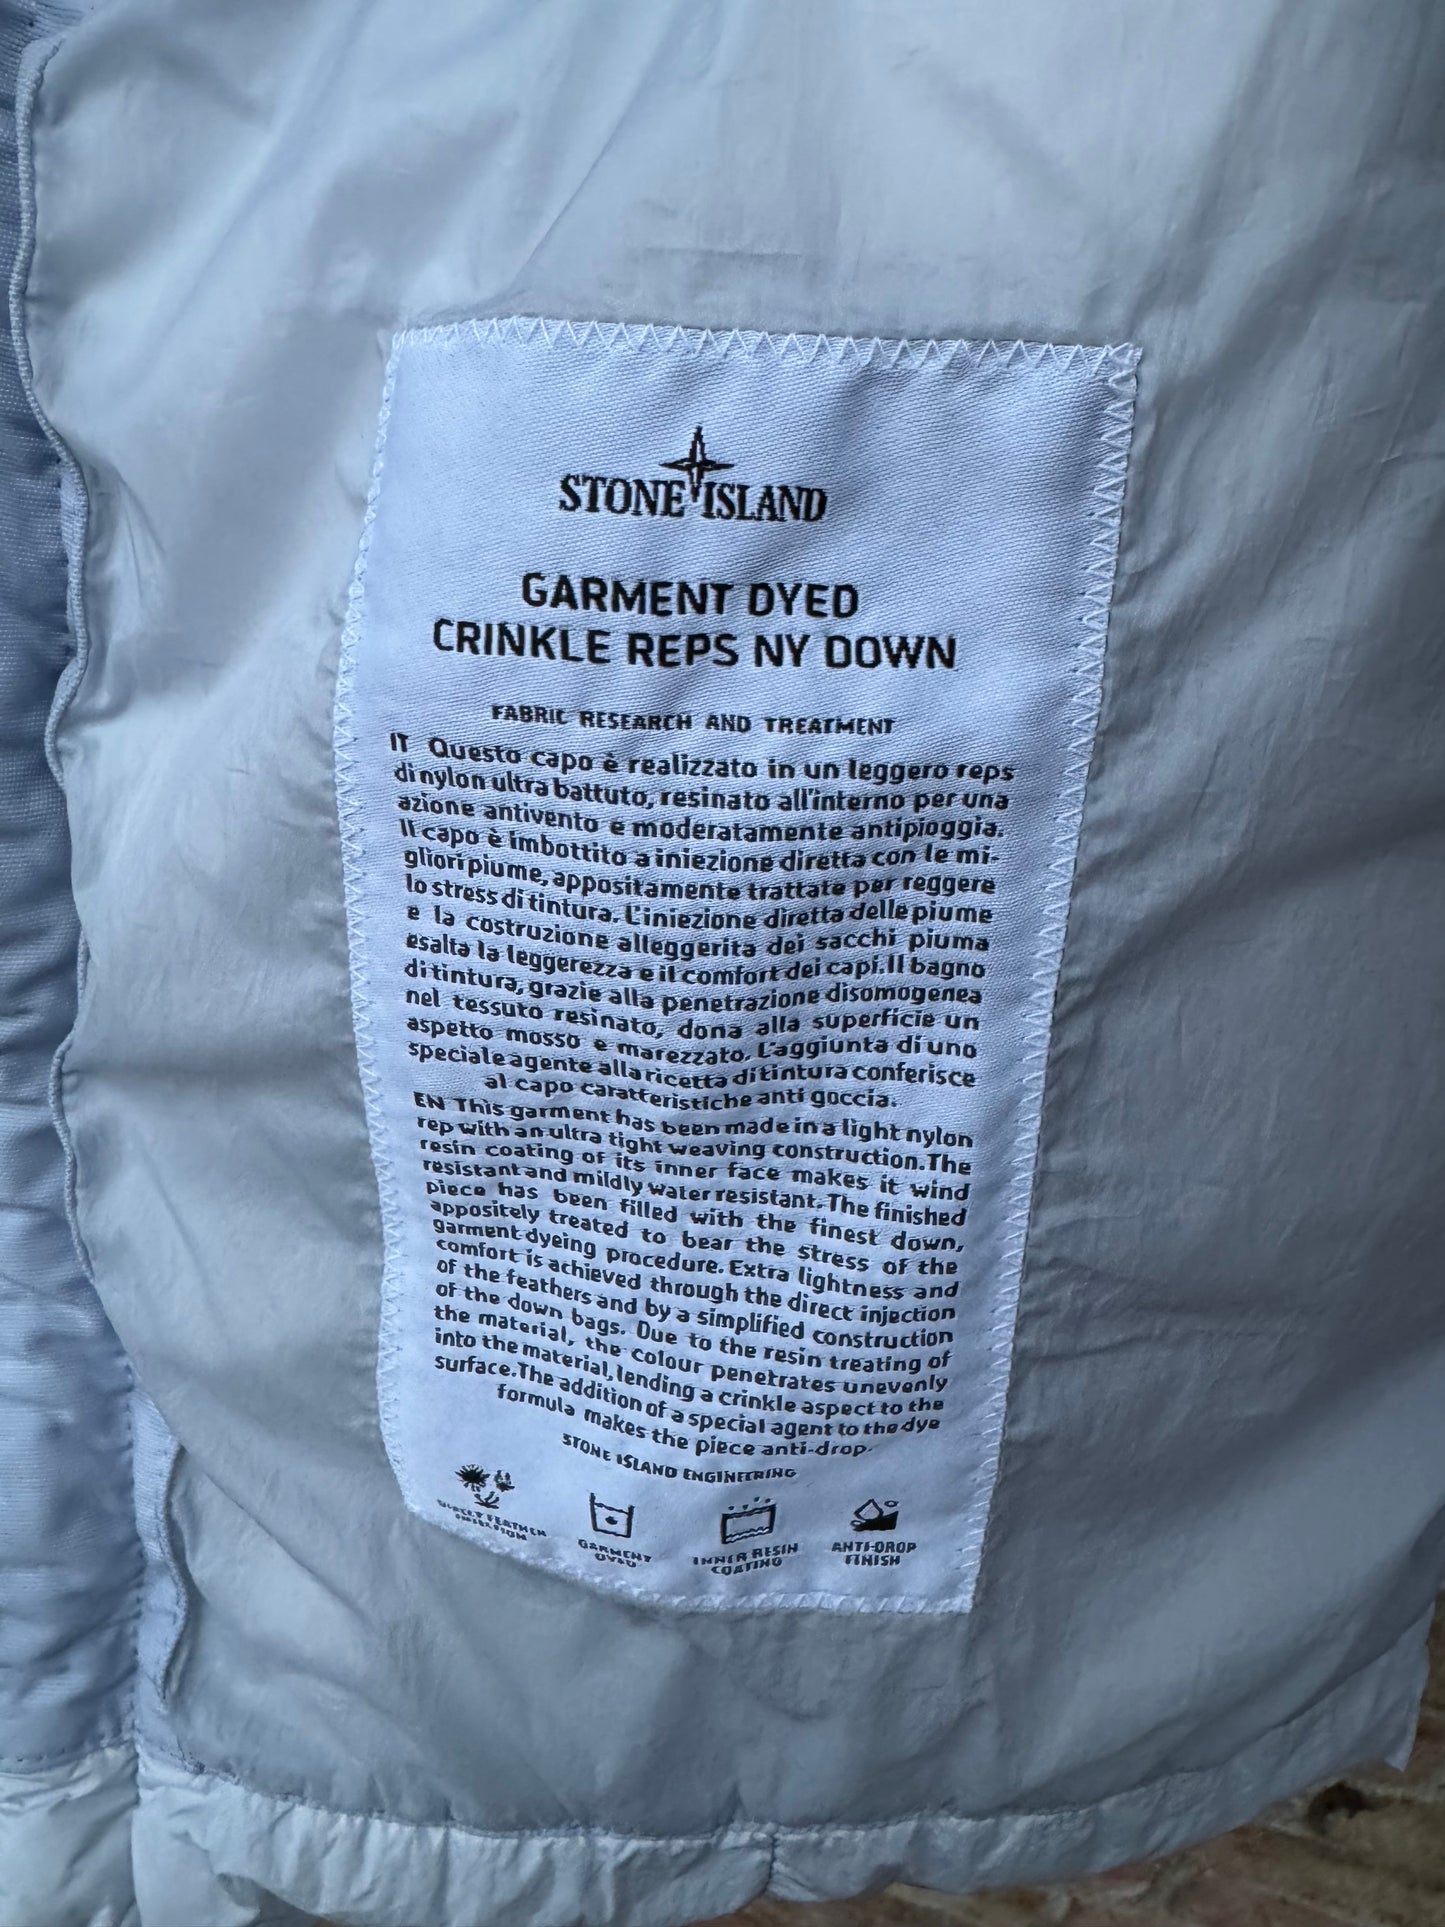 STONE ISLAND
GARMENT DYED
CRINKLE REPS NY DOWN
FABRIC RESEARCH AND TREATMENT
IT Questo capo è realizzato in un leggero reps
di nylon ultra battuto, resinato all'interno per una
azione antivento e moderatamente antipioggia.
Il capo è imbottito a iniezione diretta con le mi-
gliori piume, appositamente trattate per reggere
lo stress di tintura. L'iniezione diretta delle piume
e la costruzione alleggerita dei sacchi piuma
esalta la leggerezza e il comfort dei capi. Il bagno
di tintura, grazie alla penetrazione disomogenea
nel tessuto resinato, dona alla superficie un
aspetto mosso e marezzato. L'aggiunta di uno
speciale agente alla ricetta di tintura conferisce
al capo caratteristiche anti goccia.
EN This garment has been made in a light nylon
rep with an ultra tight weaving construction. The
resin coating of its inner face makes it wind
resistant and mildly water resistant. The finished
piece has been filled with the finest down,
appositely treated to bear the stress of the
garment dyeing procedure. Extra lightness and
comfort is achieved through the direct injection
of the feathers and by a simplified construction
of the down bags. Due to the resin treating of
the material, the colour penetrates unevenly
into the material, lending a crinkle aspect to the
surface. The addition of a special agent to the dye
formula makes the piece anti-drop.
STONE ISLAND ENGINEERING
DIRECT FEATHER
INJECTION
GARMENT
DYED
INNER RESIN
COATING
ANTI-DROP
FINISH